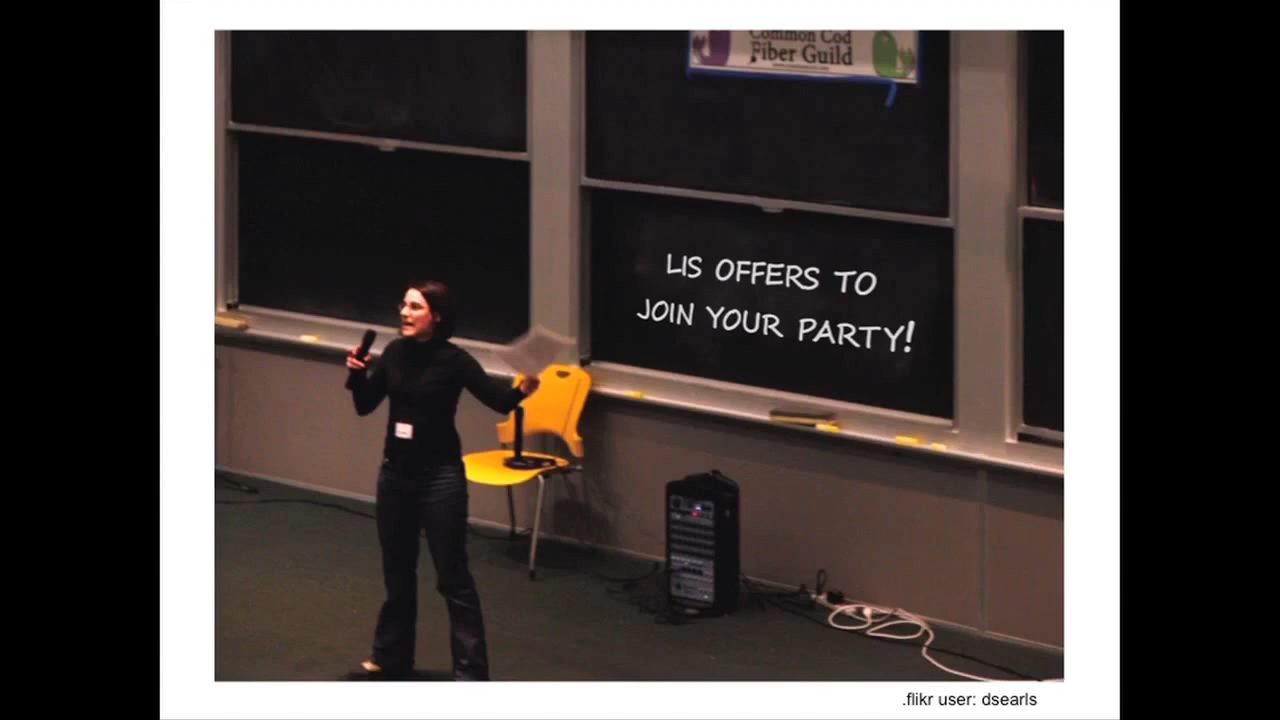 Common Cod
Fiber Guild
LIS OFFERS TO
JOIN YOUR PARTY!
.flikr user: dsearls